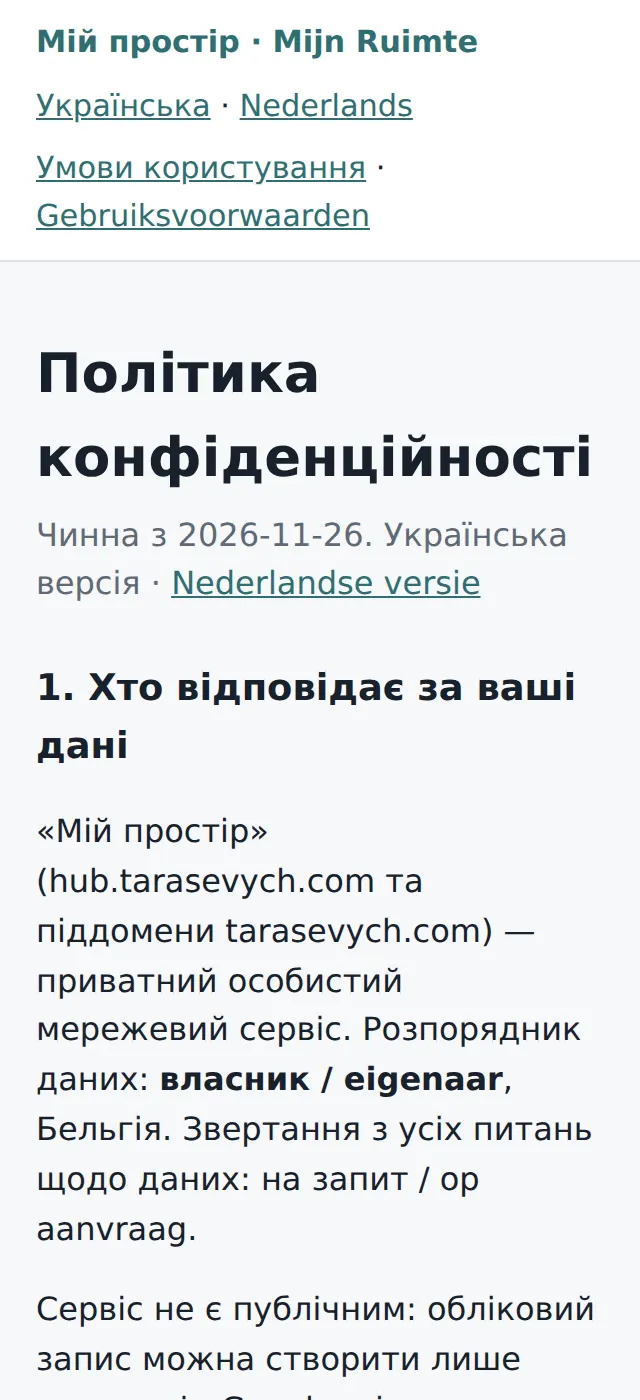 Мій простір · Mijn Ruimte
Українська · Nederlands
Умови користування ·
Gebruiksvoorwaarden
Політика
конфіденційності
Чинна з 2026-11-26. Українська
версія · Nederlandse versie
1. Хто відповідає за ваші
дані
«Мій простір»
(hub.tarasevych.com та
піддомени tarasevych.com) —
приватний особистий
мережевий сервіс. Розпорядник
даних: власник / eigenaar,
Бельгія. Звертання з усіх питань
щодо даних: на запит / op
aanvraag.
Сервіс не є публічним: обліковий
запис можна створити лише